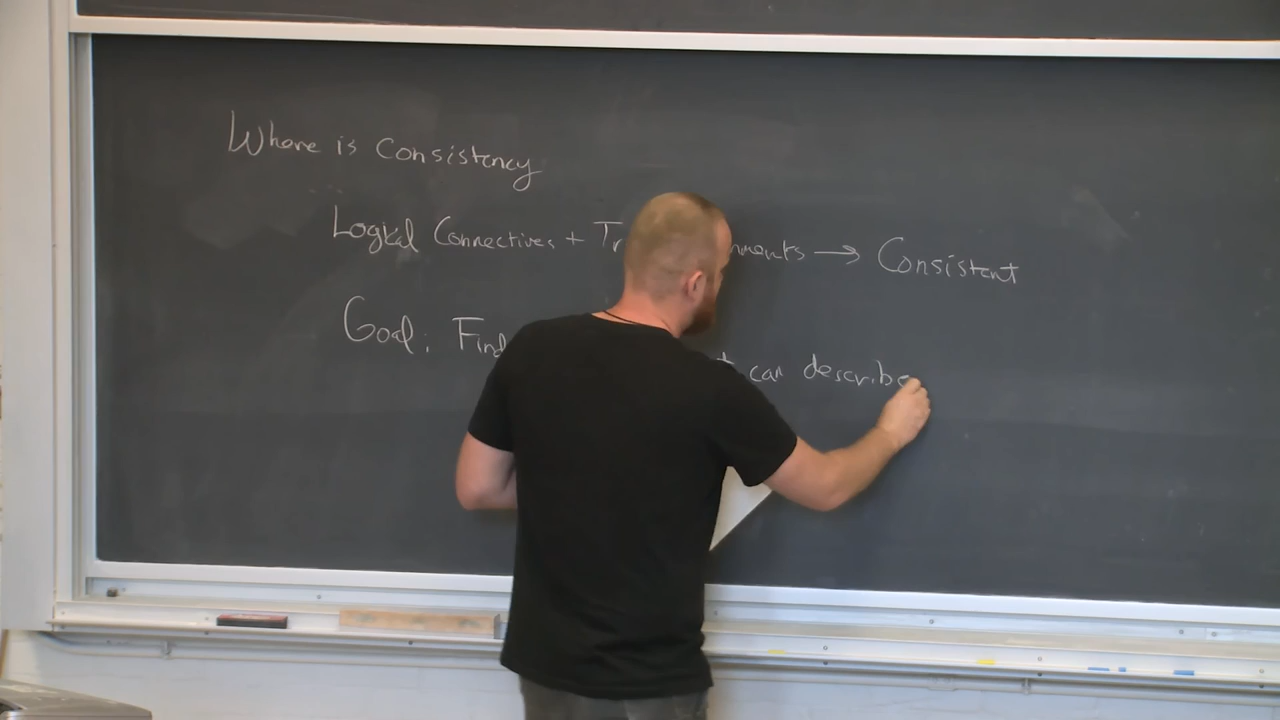 Where is Consistency
Logical Connectives + Tr ments → Consistent
Goal: Find can describe